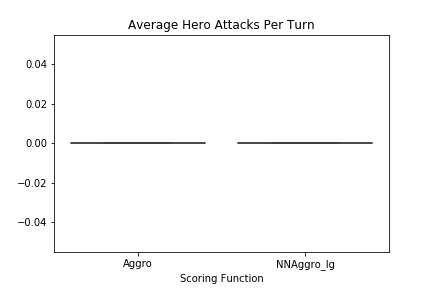 Average Hero Attacks Per Turn
0.04
0.02
0.00
−0.02
−0.04
Aggro NNAggro_lg
Scoring Function